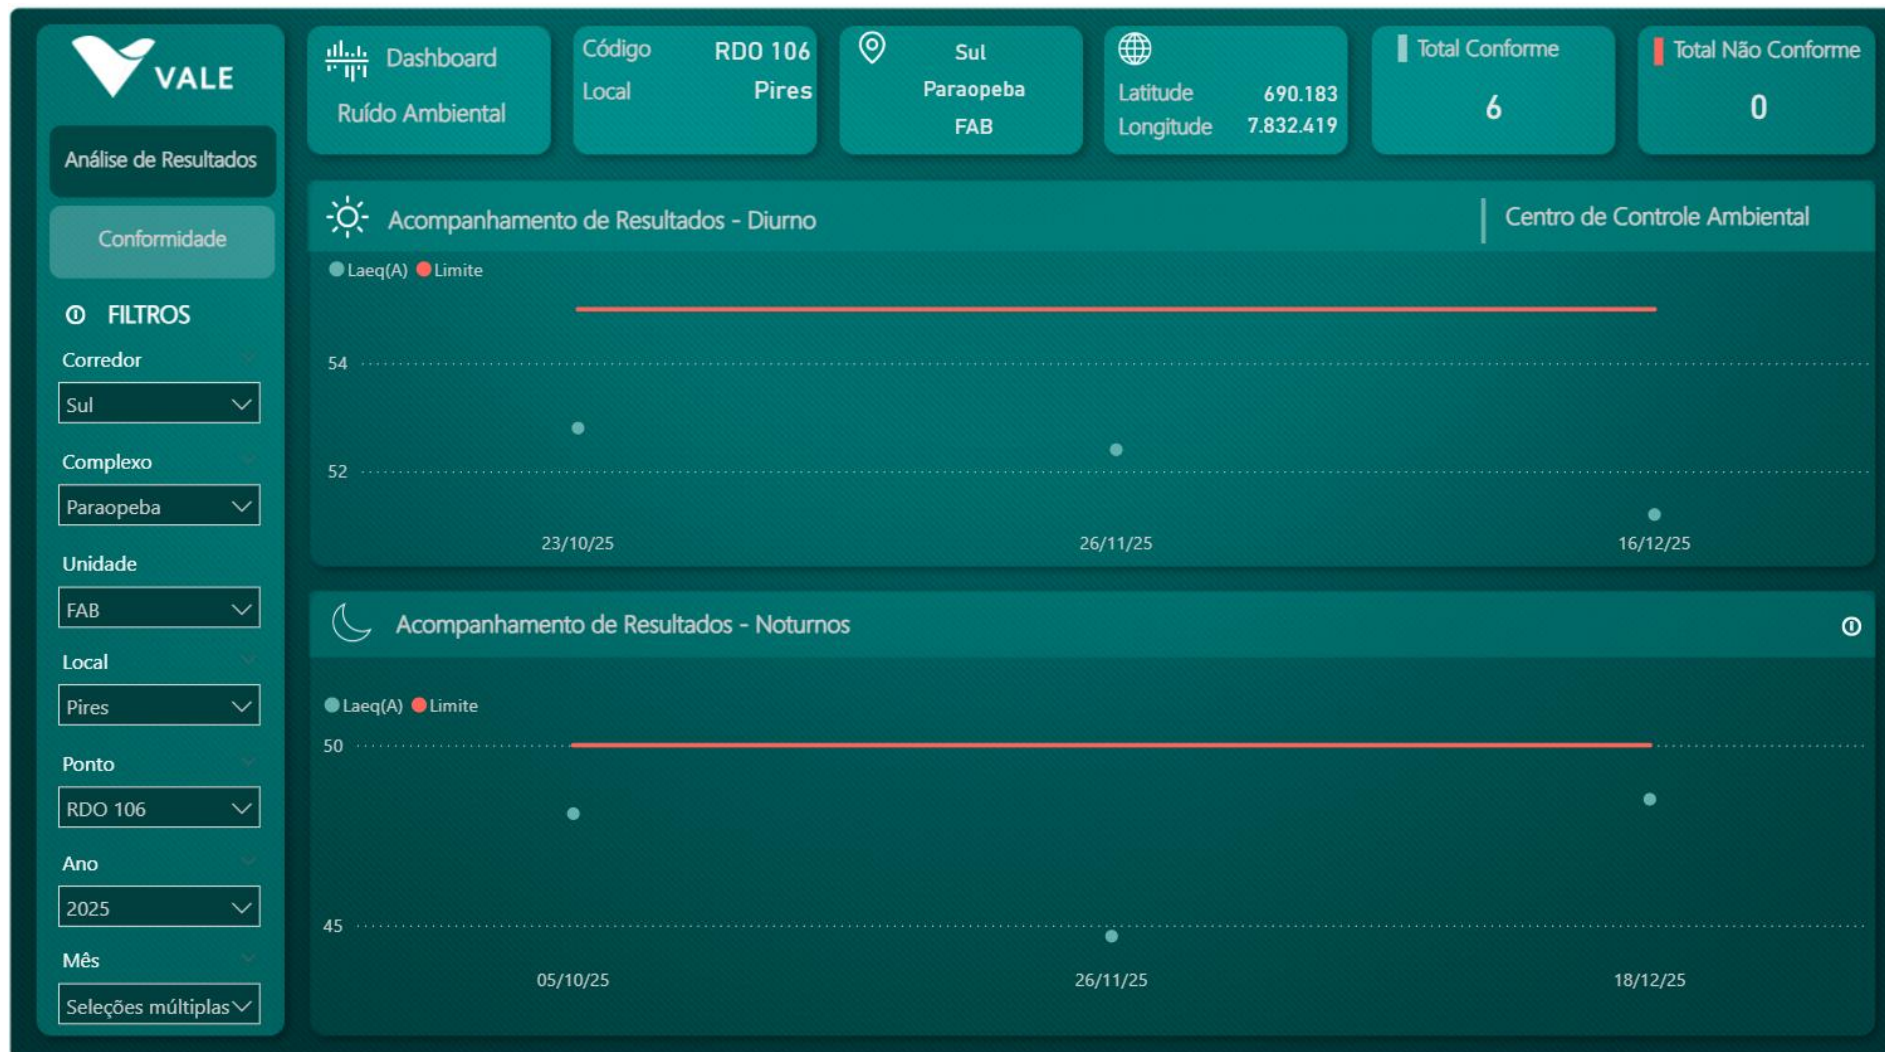 VALE
Análise de Resultados
Conformidade
FILTROS
Corredor
Sul
Complexo
Paraopeba
Unidade
FAB
Local
Pires
Ponto
RDO 106
Ano
2025
Mês
Seleções múltiplas
Dashboard
Ruído Ambiental
Código RDO 106
Local Pires
Sul
Paraopeba
FAB
Latitude 690.183
Longitude 7.832.419
Total Conforme
6
Total Não Conforme
0
Acompanhamento de Resultados - Diurno
Centro de Controle Ambiental
Laeq(A) Limite
54
52
23/10/25 26/11/25 16/12/25
Acompanhamento de Resultados - Noturnos
Laeq(A) Limite
50
45
05/10/25 26/11/25 18/12/25